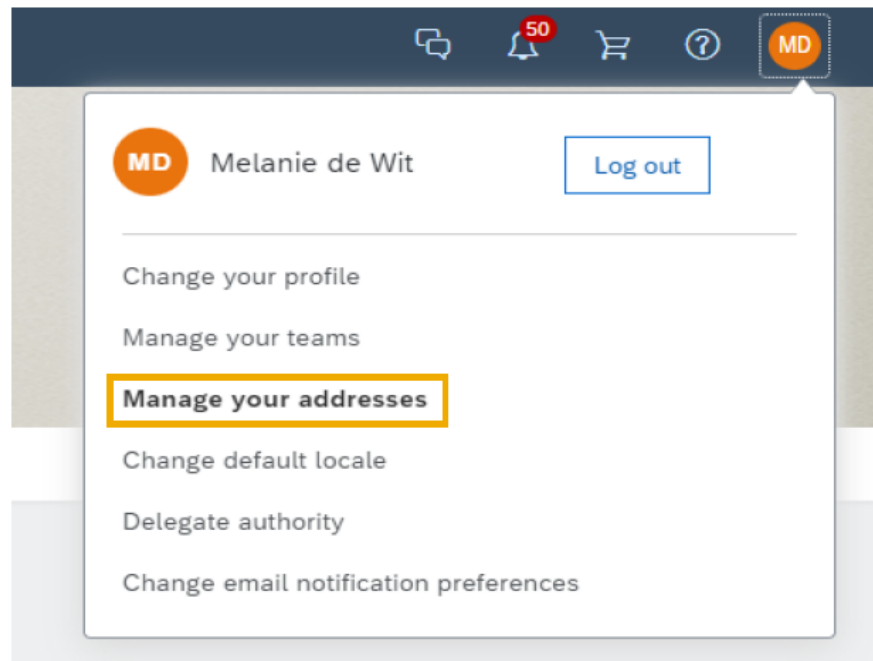 50
MD
MD Melanie de Wit Log out
Change your profile
Manage your teams
Manage your addresses
Change default locale
Delegate authority
Change email notification preferences